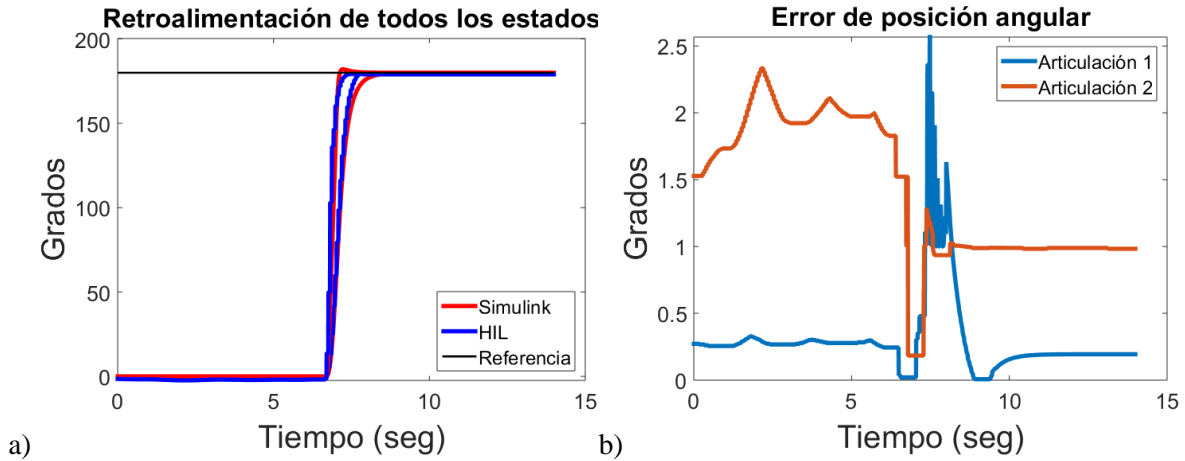 Retroalimentación de todos los estados
Grados
200
150
100
50
0
Simulink
HIL
Referencia
0
5
10
15
Tiempo (seg)
a)
Error de posición angular
Grados
2.5
2
1.5
1
0.5
0
Articulación 1
Articulación 2
0
5
10
15
Tiempo (seg)
b)